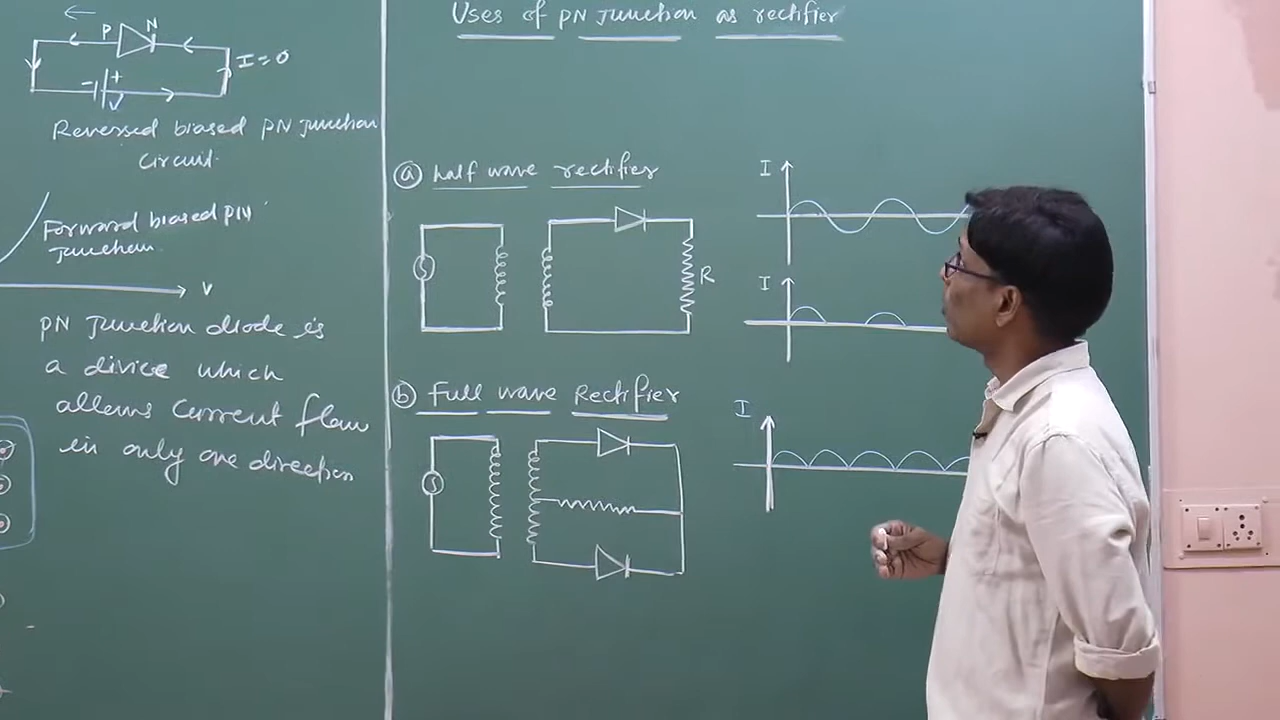 Uses of PN Junction as rectifier
P N
I = 0
- +
V
Reversed biased PN Junction
Circuit.
Forward biased PN
Junction.
V
PN Junction diode is
a divice which
allows current flow
in only one direction
(a) half wave rectifier
R
I
I
(b) Full wave Rectifier
I